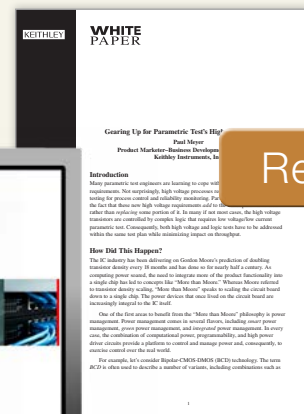 KEITHLEY
WHITE
PAPER
Re
Gearing Up for Parametric Test's High
Paul Meyer
Product Marketer–Business Developm
Keithley Instruments, In
Introduction
Many parametric test engineers are learning to cope with
requirements. Not surprisingly, high voltage processes re
testing for process control and reliability monitoring. Par
the fact that these new high voltage requirements add to the
rather than replacing some portion of it. In many if not most cases, the high voltage
transistors are controlled by complex logic that requires low voltage/low current
parametric test. Consequently, both high voltage and logic tests have to be addressed
within the same test plan while minimizing impact on throughput.
How Did This Happen?
The IC industry has been delivering on Gordon Moore's prediction of doubling
transistor density every 18 months and has done so for nearly half a century. As
computing power soared, the need to integrate more of the product functionality into
a single chip has led to concepts like "More than Moore." Whereas Moore referred
to transistor density scaling, "More than Moore" speaks to scaling the circuit board
down to a single chip. The power devices that once lived on the circuit board are
increasingly integral to the IC itself.
One of the first areas to benefit from the "More than Moore" philosophy is power
management. Power management comes in several flavors, including smart power
management, green power management, and integrated power management. In every
case, the combination of computational power, programmability, and high power
driver circuits provide a platform to control and manage power and, consequently, to
exercise control over the real world.
For example, let's consider Bipolar-CMOS-DMOS (BCD) technology. The term
BCD is often used to describe a number of variants, including combinations such as
1